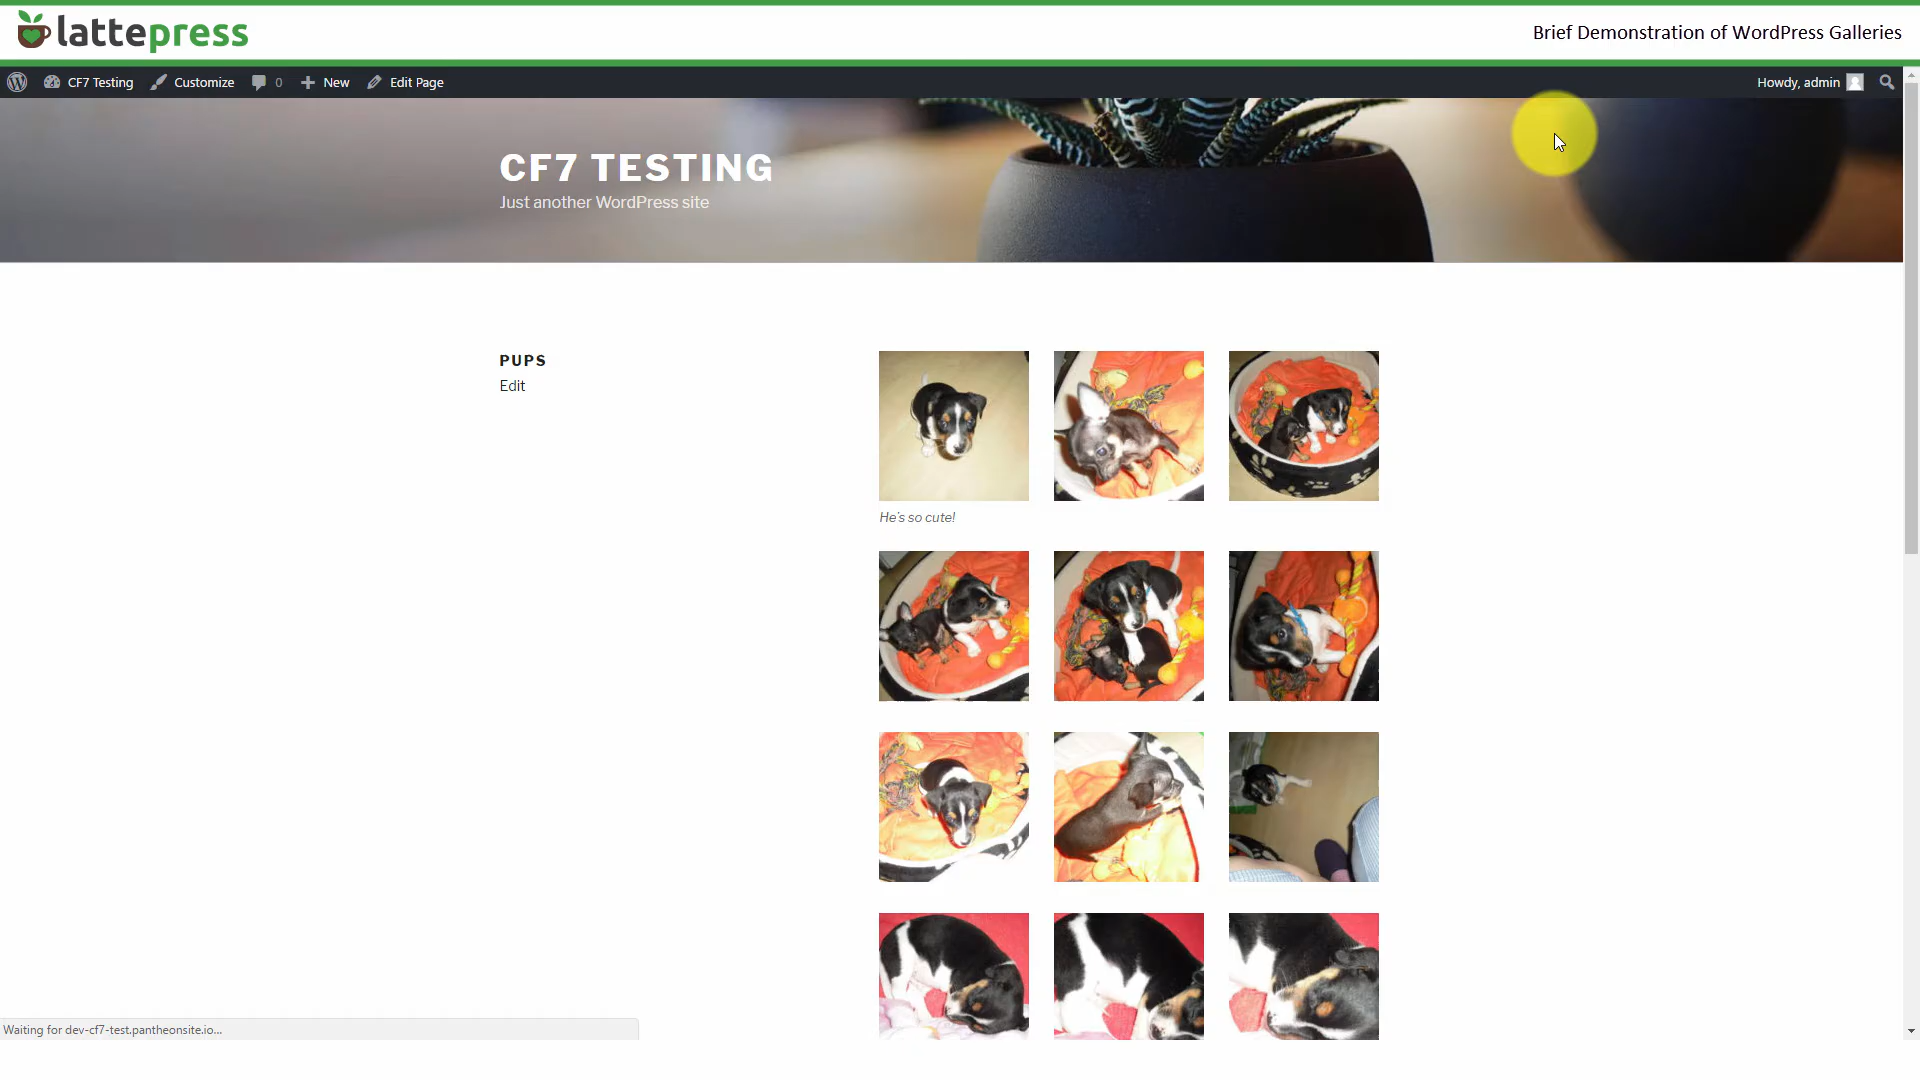 lattepress
Brief Demonstration of WordPress Galleries
CF7 Testing Customize 0 New Edit Page Howdy, admin
CF7 TESTING
Just another WordPress site
PUPS
Edit
He's so cute!
Waiting for dev-cf7-test.pantheonsite.io...